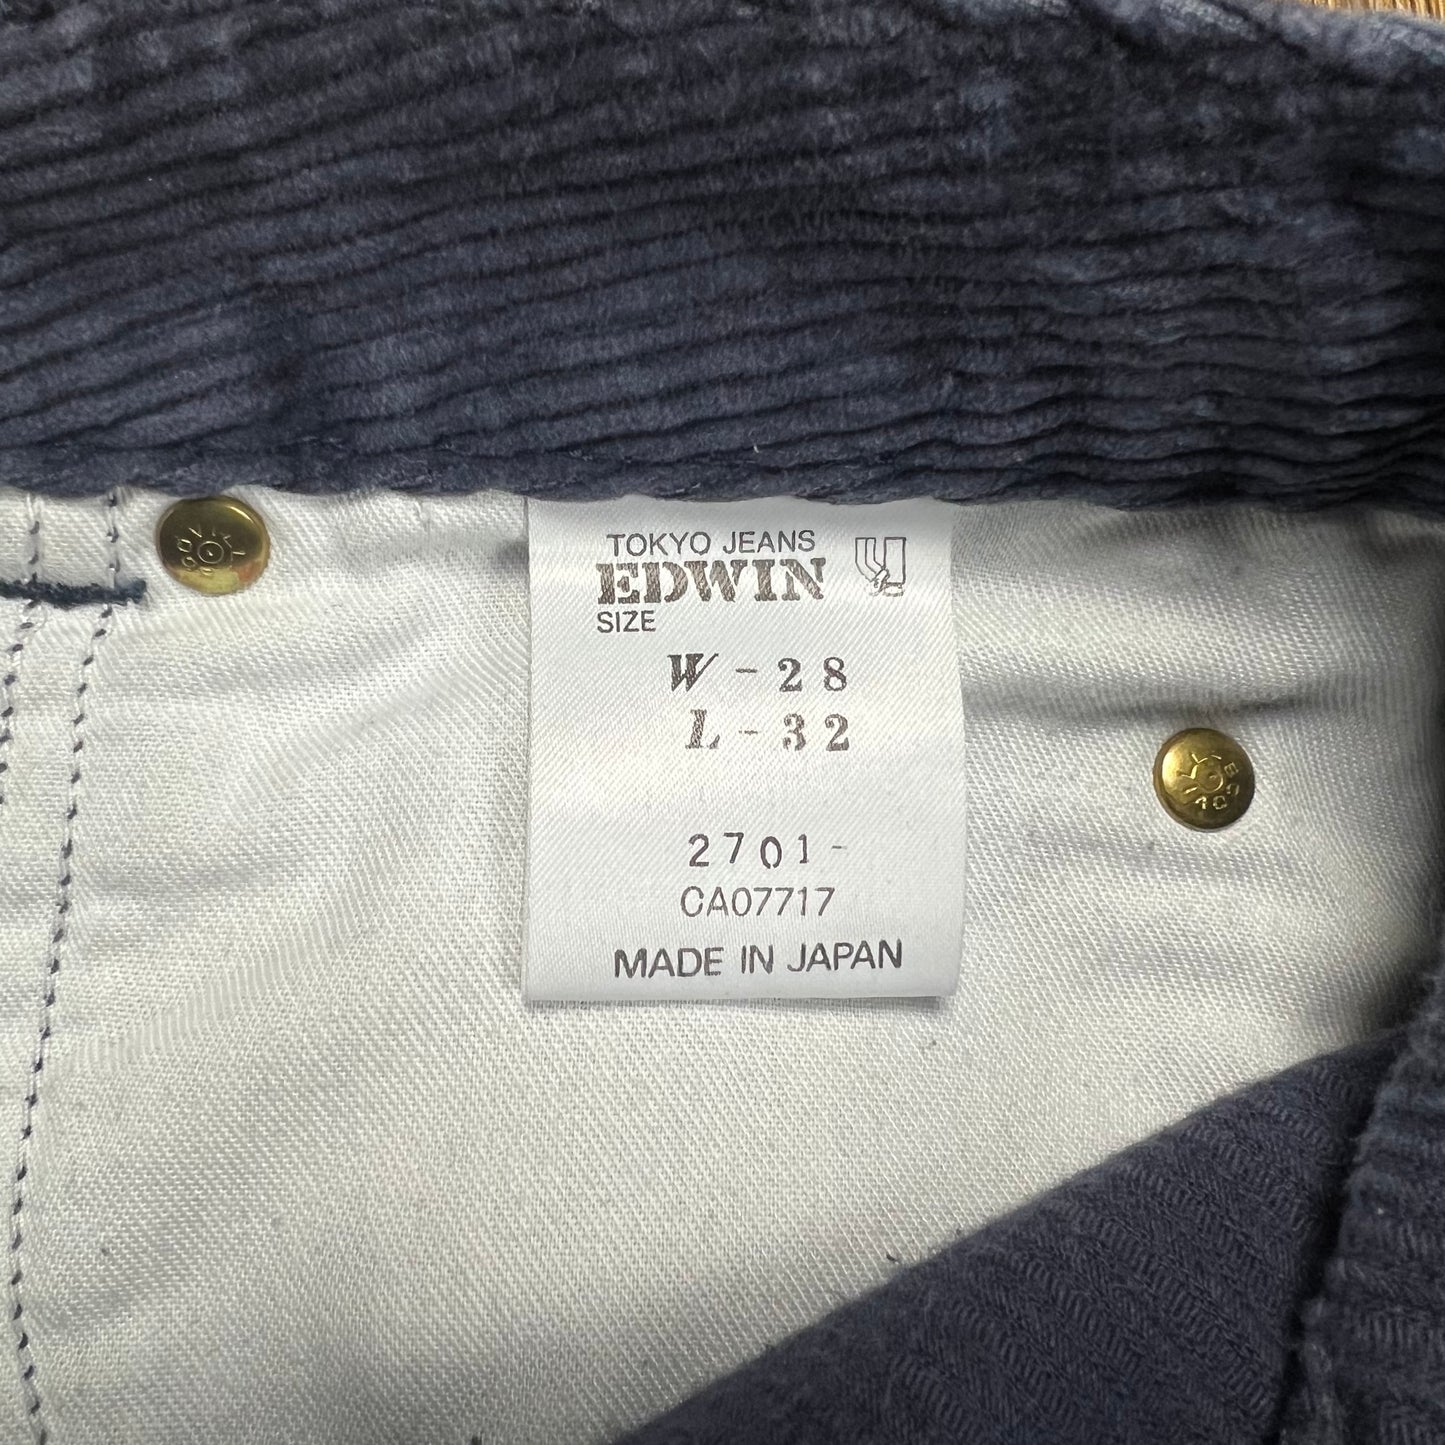 TOKYO JEANS
EDWIN
SIZE
W - 28
L - 32
2701-
CA07717
MADE IN JAPAN